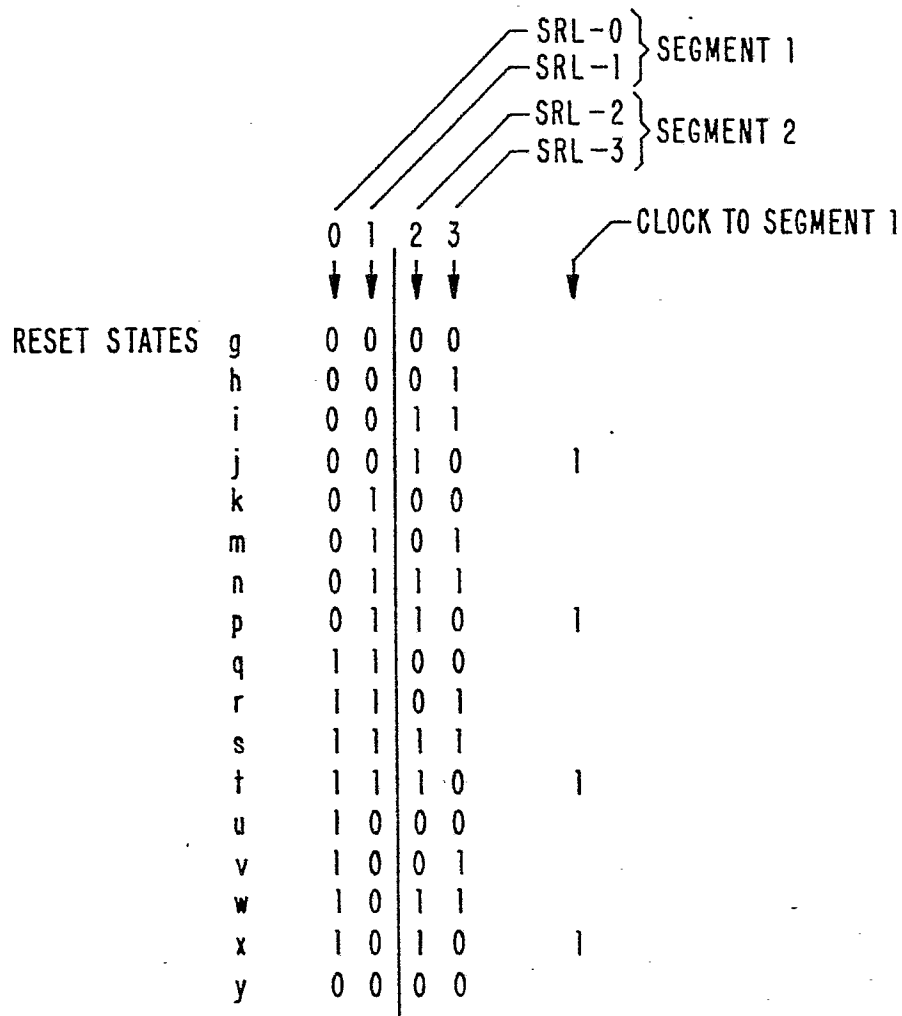 SRL-0
SRL-1 SEGMENT 1
SRL-2
SRL-3 SEGMENT 2
CLOCK TO SEGMENT 1
0 1 2 3
RESET STATES g 0 0 0 0
h 0 0 0 1
i 0 0 1 1
j 0 0 1 0 1
k 0 1 0 0
m 0 1 0 1
n 0 1 1 1
p 0 1 1 0 1
q 1 1 0 0
r 1 1 0 1
s 1 1 1 1
t 1 1 1 0 1
u 1 0 0 0
v 1 0 0 1
w 1 0 1 1
x 1 0 1 0 1
y 0 0 0 0